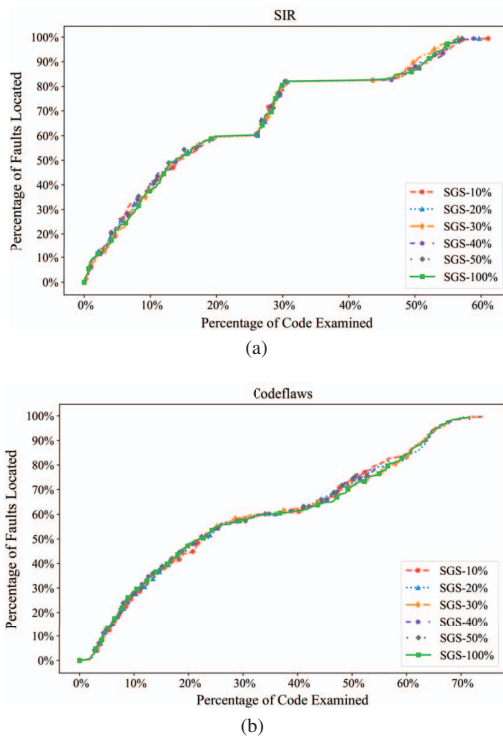 SIR
100%
90%
80%
70%
60%
50%
40%
30%
20%
10%
0%
Percentage of Faults Located
SGS-10%
SGS-20%
SGS-30%
SGS-40%
SGS-50%
SGS-100%
0% 10% 20% 30% 40% 50% 60%
Percentage of Code Examined
(a)
Codeflaws
100%
90%
80%
70%
60%
50%
40%
30%
20%
10%
0%
Percentage of Faults Located
SGS-10%
SGS-20%
SGS-30%
SGS-40%
SGS-50%
SGS-100%
0% 10% 20% 30% 40% 50% 60% 70%
Percentage of Code Examined
(b)